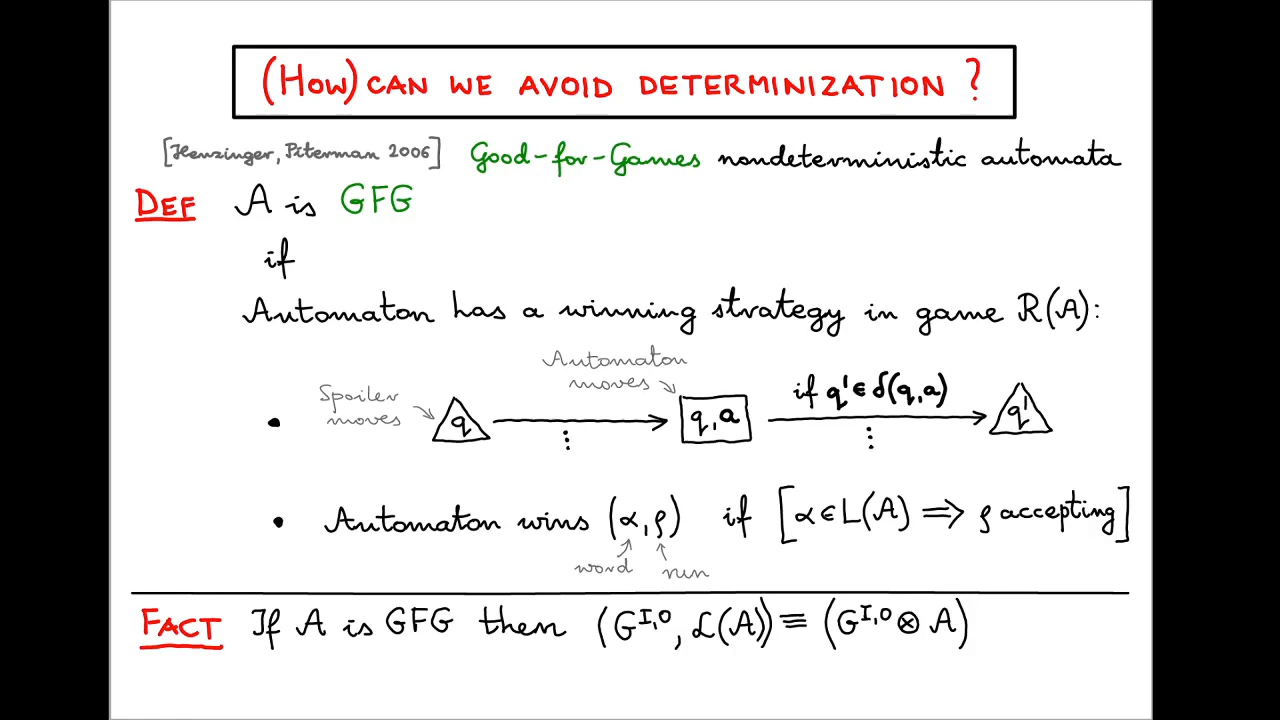 (HOW) CAN WE AVOID DETERMINIZATION ?
[Henzinger, Piterman 2006] Good-for-Games nondeterministic automata
DEF A is GFG
if
Automaton has a winning strategy in game R(A):
Automaton moves
Spoiler moves
• q → q, a if q' ∈ δ(q, a) → q'
⋮ ⋮
• Automaton wins (α, ρ) if [α ∈ L(A) ⟹ ρ accepting]
word run
FACT If A is GFG then (G^{I,O}, L(A)) ≡ (G^{I,O} ⊗ A)